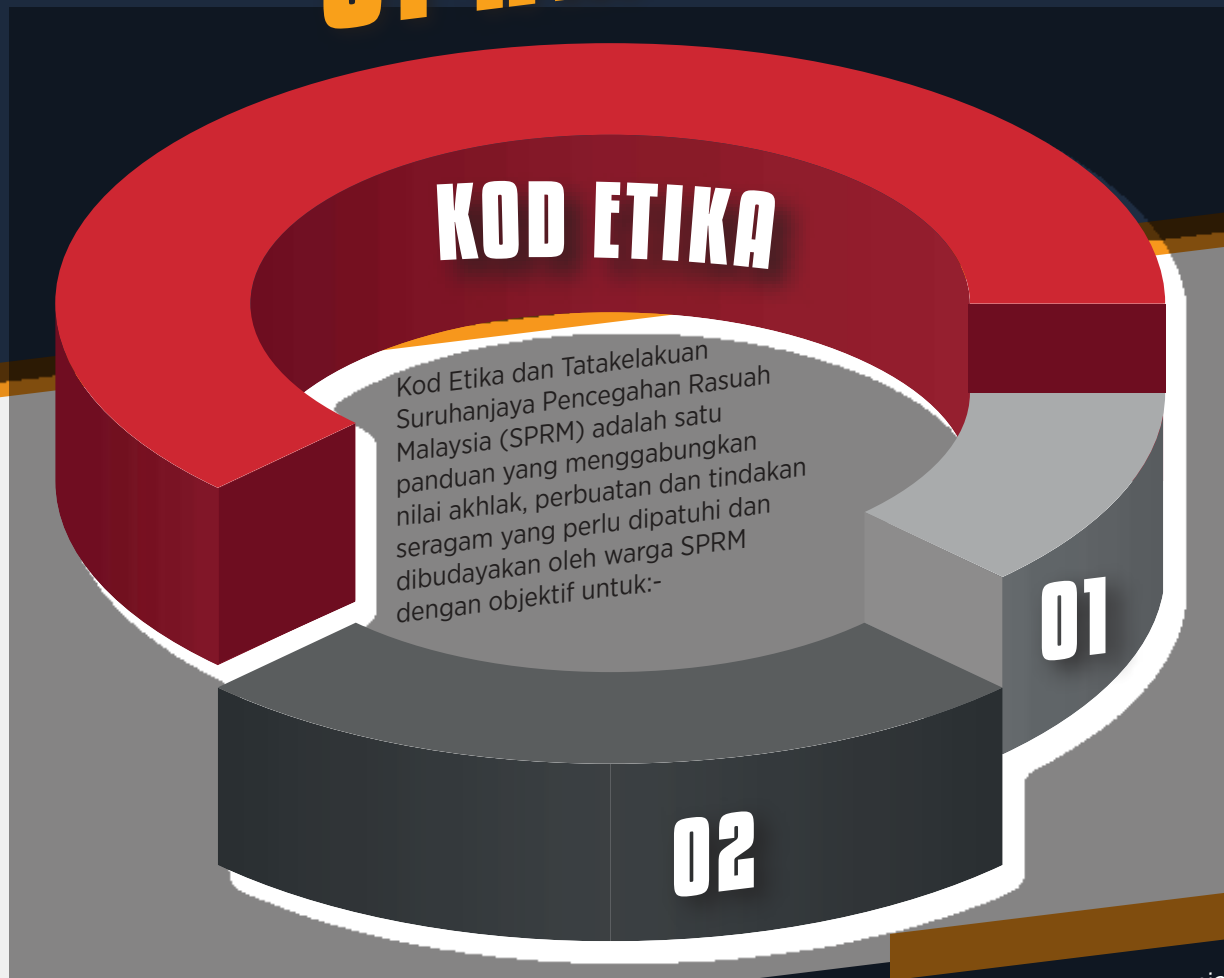 KOD ETIKA
Kod Etika dan Tatakelakuan
Suruhanjaya Pencegahan Rasuah
Malaysia (SPRM) adalah satu
panduan yang menggabungkan
nilai akhlak, perbuatan dan tindakan
seragam yang perlu dipatuhi dan
dibudayakan oleh warga SPRM
dengan objektif untuk:-
01
02